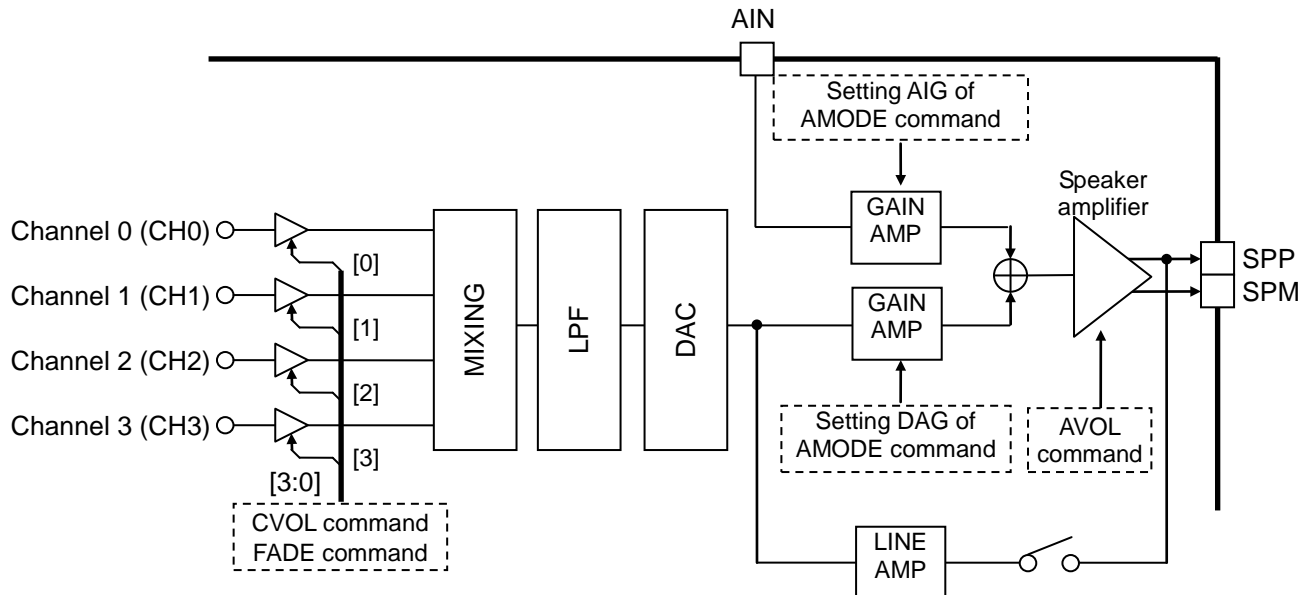 AIN
Setting AIG of
AMODE command
Speaker
amplifier
GAIN
AMP
Channel 0 (CH0)
[0]
SPP
SPM
Channel 1 (CH1)
[1]
MIXING
LPF
DAC
GAIN
AMP
Channel 2 (CH2)
[2]
Channel 3 (CH3)
[3]
[3:0]
Setting DAG of
AMODE command
AVOL
command
CVOL command
FADE command
LINE
AMP